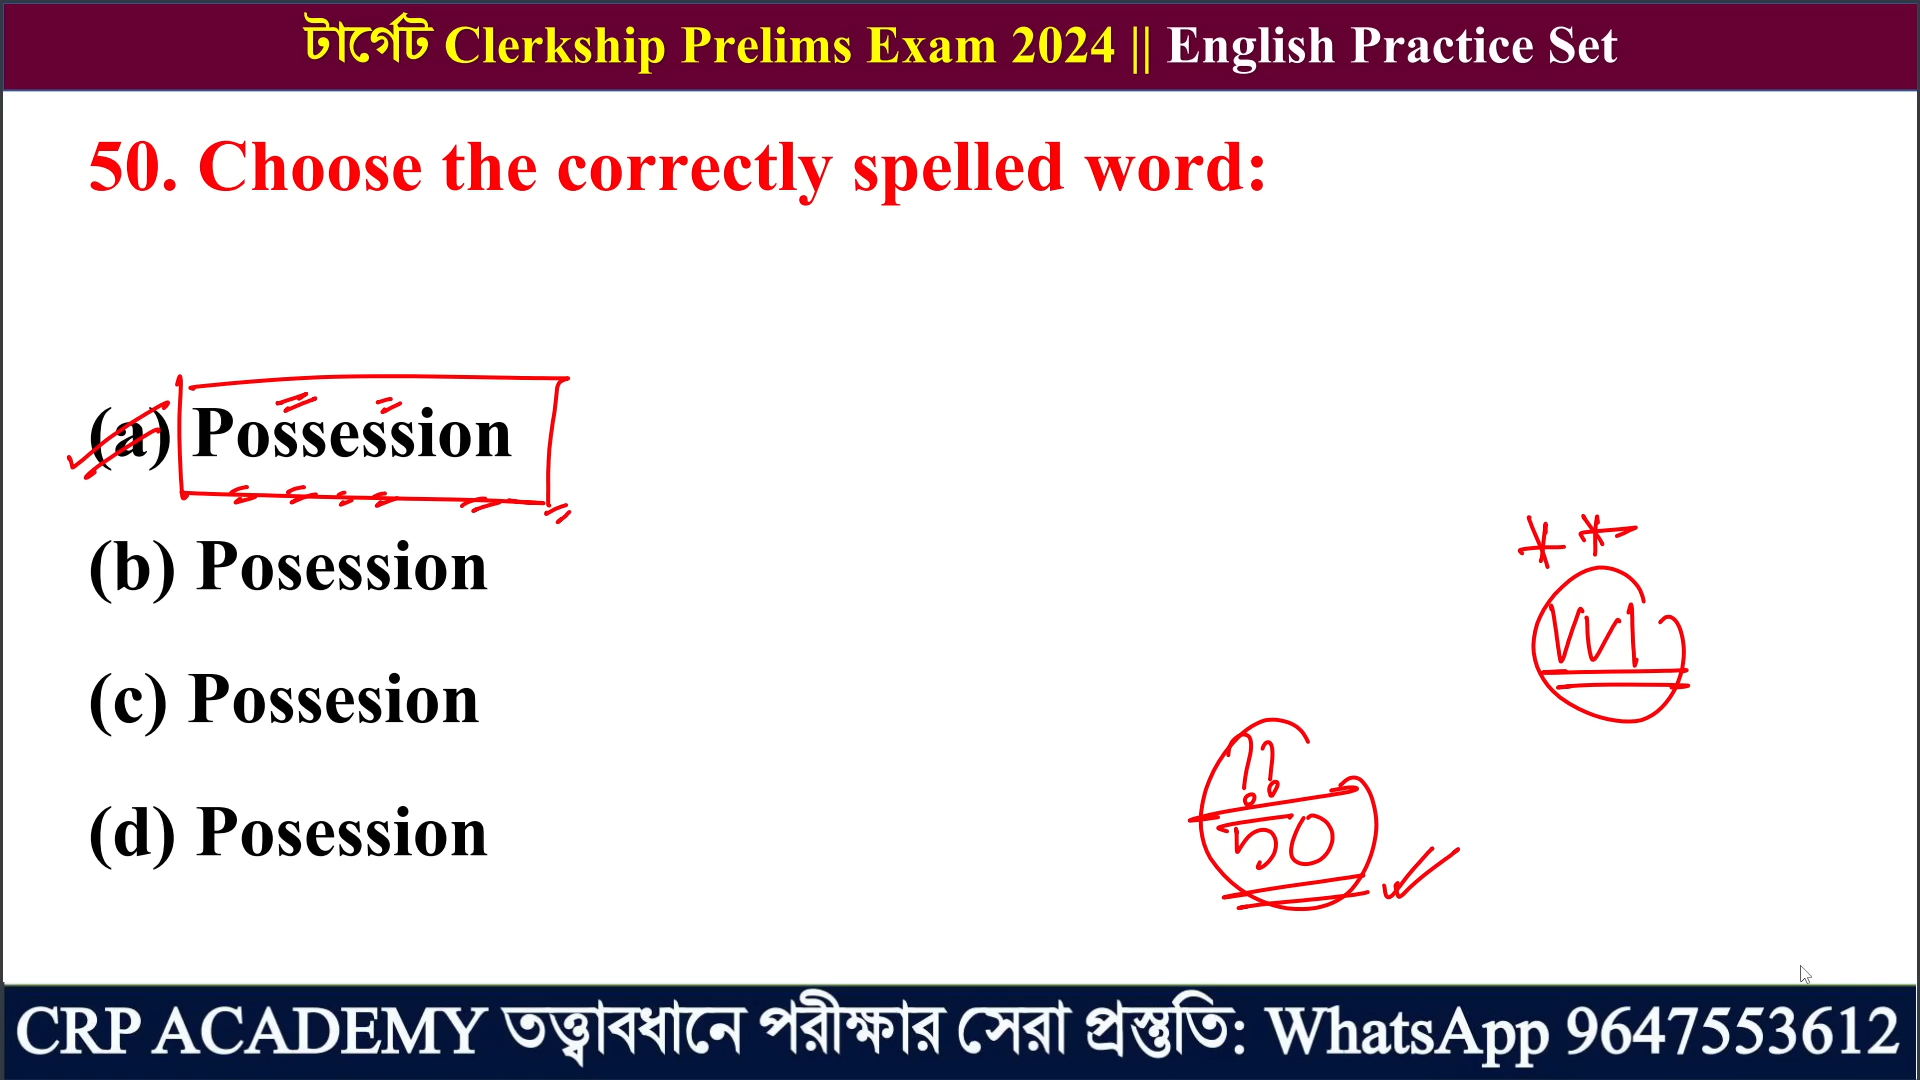 টার্গেট Clerkship Prelims Exam 2024 || English Practice Set
50. Choose the correctly spelled word:
(a) Possession
(b) Posession
(c) Possesion
(d) Posession
VVI
??
50
CRP ACADEMY তত্ত্বাবধানে পরীক্ষার সেরা প্রস্তুতি: WhatsApp 9647553612